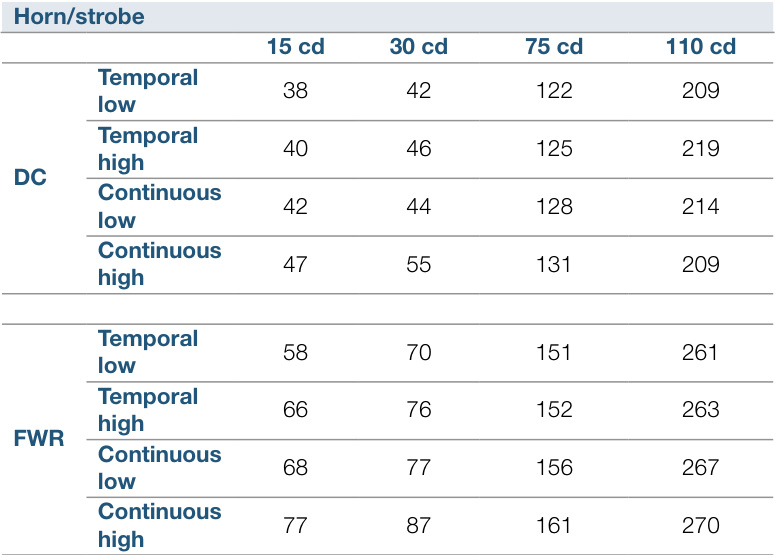 Horn/strobe
15 cd 30 cd 75 cd 110 cd
DC
Temporal
low 38 42 122 209
Temporal
high 40 46 125 219
Continuous
low 42 44 128 214
Continuous
high 47 55 131 209
FWR
Temporal
low 58 70 151 261
Temporal
high 66 76 152 263
Continuous
low 68 77 156 267
Continuous
high 77 87 161 270